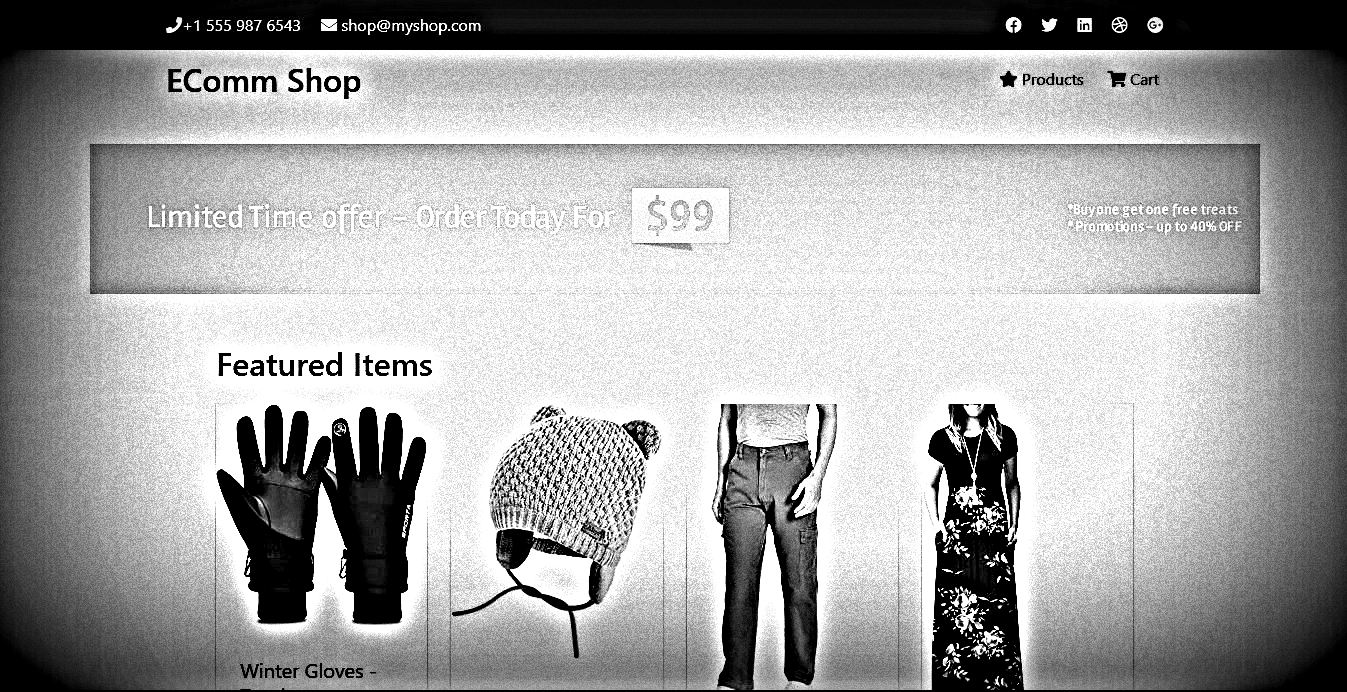 +1 555 987 6543 shop@myshop.com
EComm Shop
Products Cart
Limited Time offer – Order Today For $99
*Buy one get one free treats
*Promotions – up to 40% OFF
Featured Items
SPORTA
Winter Gloves -